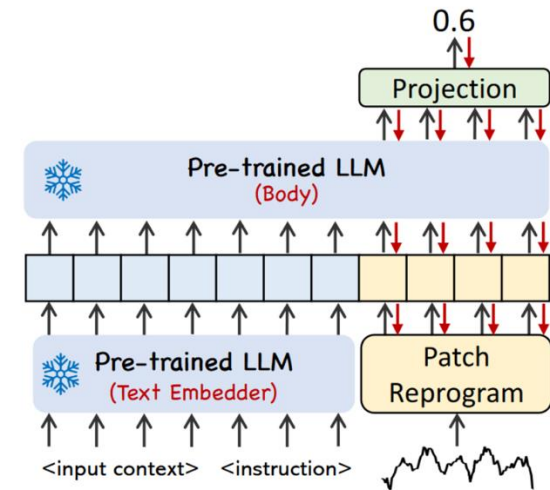 0.6
Projection
Pre-trained LLM
(Body)
Pre-trained LLM
(Text Embedder)
Patch
Reprogram
<input context> <instruction>